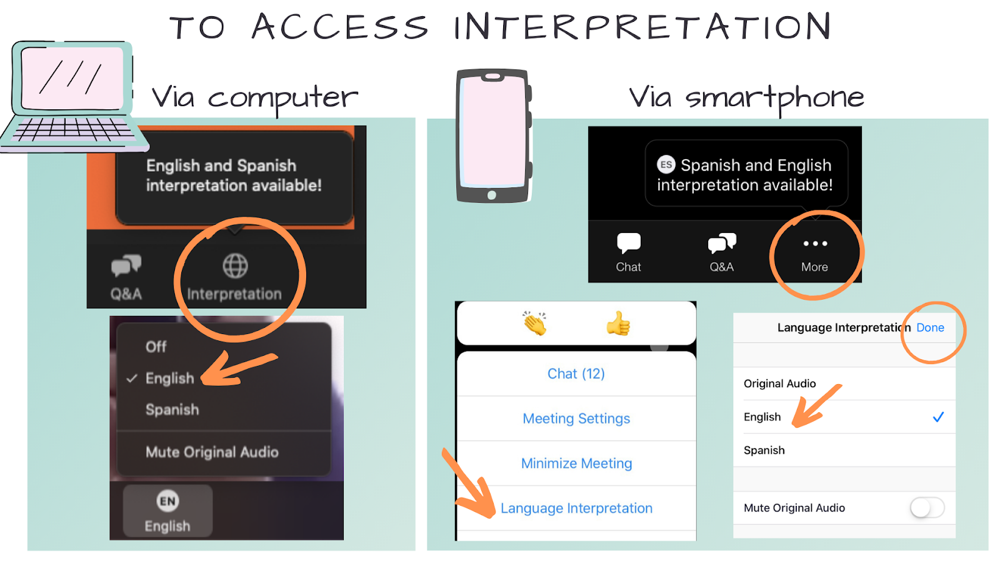 TO ACCESS INTERPRETATION
Via computer
English and Spanish
interpretation available!
Q&A
Interpretation
Off
✓ English
Spanish
Mute Original Audio
EN
English
Via smartphone
ES Spanish and English
interpretation available!
Chat
Q&A
More
Chat (12)
Meeting Settings
Minimize Meeting
Language Interpretation
Language Interpretation Done
Original Audio
English ✓
Spanish
Mute Original Audio